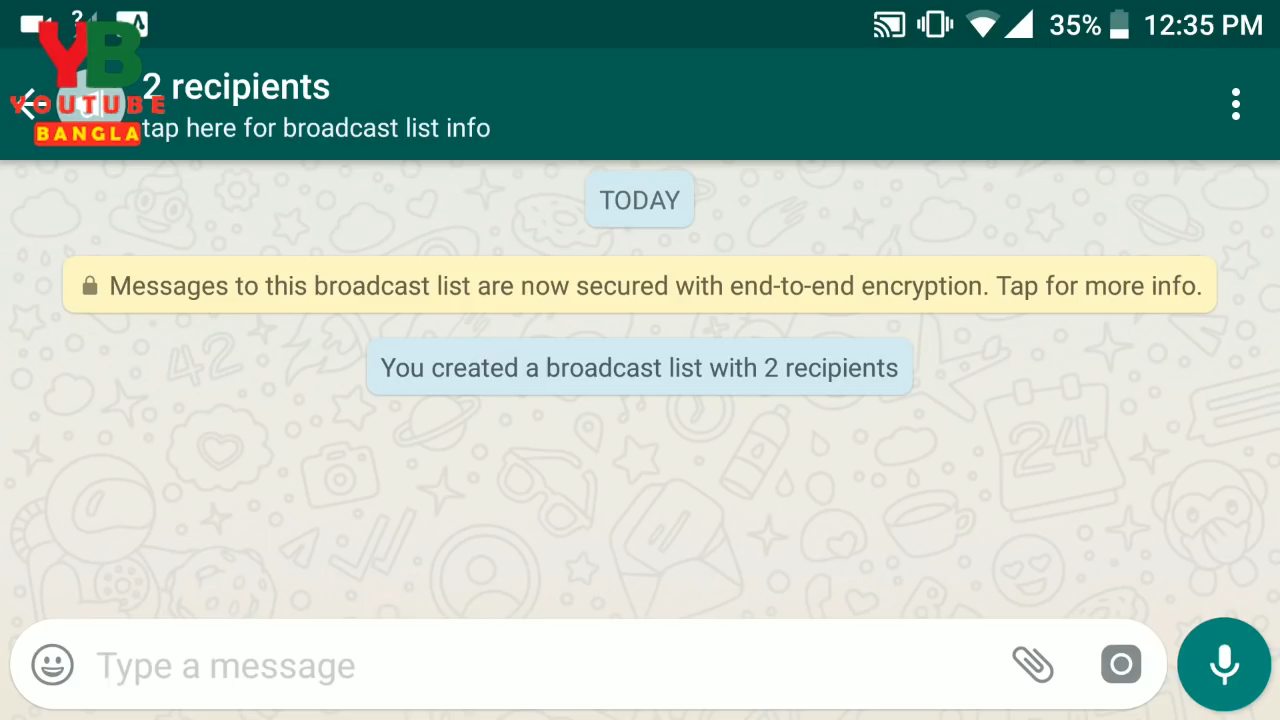 35% 12:35 PM
YB
YOUTUBE
BANGLA
2 recipients
tap here for broadcast list info
TODAY
Messages to this broadcast list are now secured with end-to-end encryption. Tap for more info.
You created a broadcast list with 2 recipients
42
24
Type a message